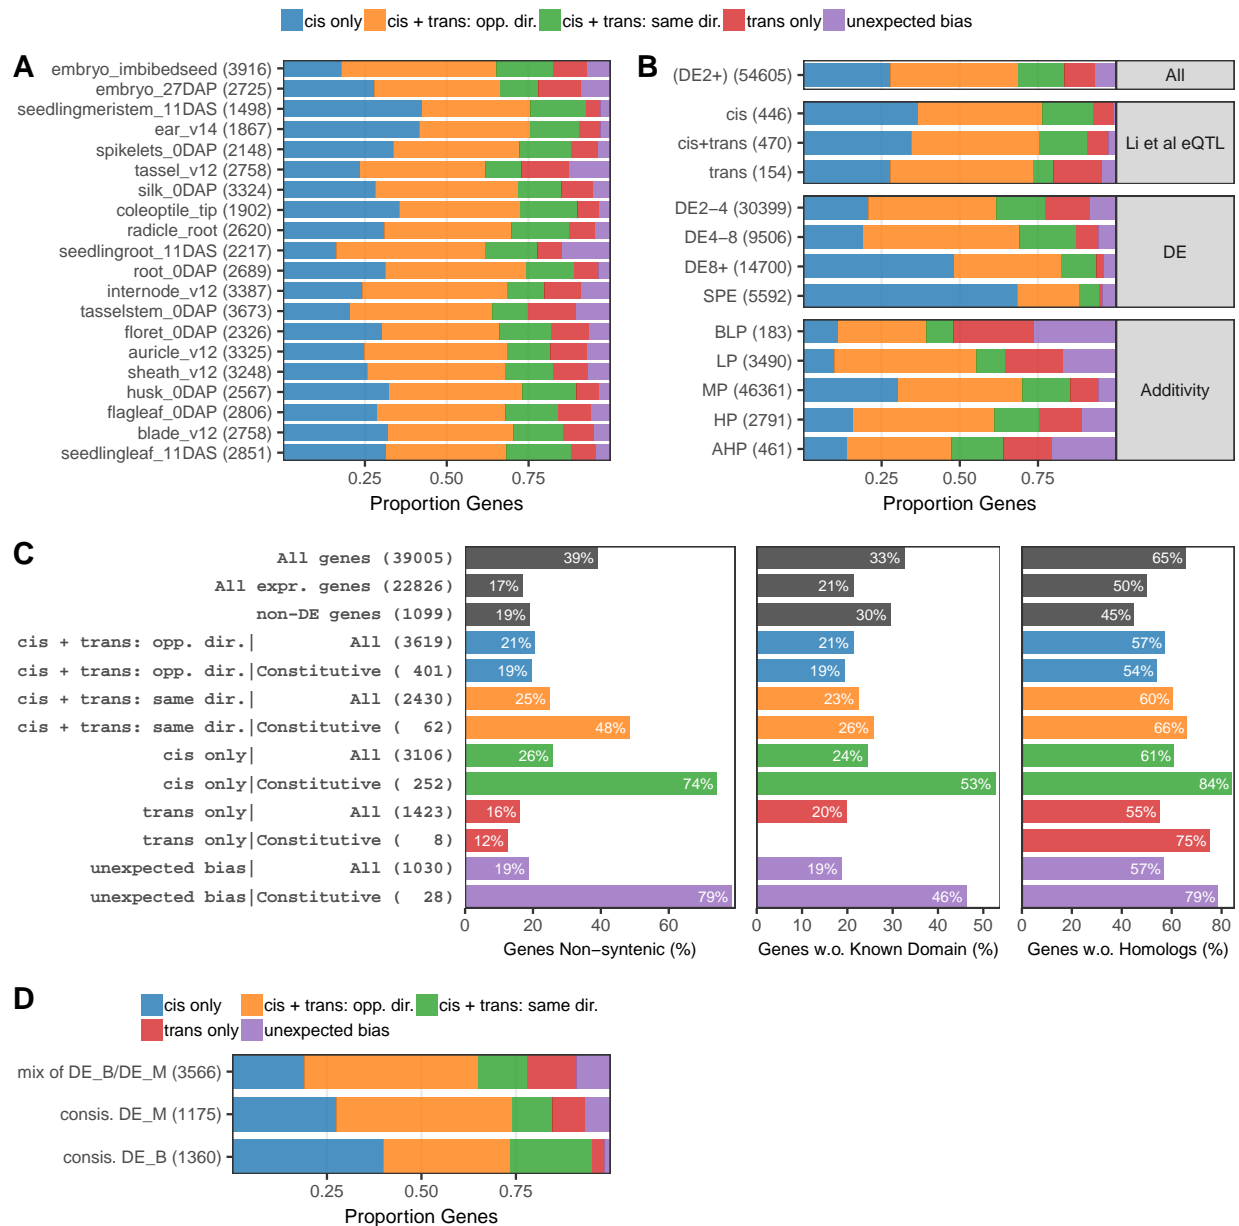 cis only cis + trans: opp. dir. cis + trans: same dir. trans only unexpected bias
A
embryo_imbibedseed (3916)
embryo_27DAP (2725)
seedlingmeristem_11DAS (1498)
ear_v14 (1867)
spikelets_0DAP (2148)
tassel_v12 (2758)
silk_0DAP (3324)
coleoptile_tip (1902)
radicle_root (2620)
seedlingroot_11DAS (2217)
root_0DAP (2689)
internode_v12 (3387)
tasselstem_0DAP (3673)
floret_0DAP (2326)
auricle_v12 (3325)
sheath_v12 (3248)
husk_0DAP (2567)
flagleaf_0DAP (2806)
blade_v12 (2758)
seedlingleaf_11DAS (2851)
0.25 0.50 0.75
Proportion Genes
B
(DE2+) (54605) All
cis (446)
cis+trans (470) Li et al eQTL
trans (154)
DE2−4 (30399)
DE4−8 (9506) DE
DE8+ (14700)
SPE (5592)
BLP (183)
LP (3490)
MP (46361) Additivity
HP (2791)
AHP (461)
0.25 0.50 0.75
Proportion Genes
C
All genes (39005) 39% 33% 65%
All expr. genes (22826) 17% 21% 50%
non−DE genes (1099) 19% 30% 45%
cis + trans: opp. dir.| All (3619) 21% 21% 57%
cis + trans: opp. dir.|Constitutive ( 401) 19% 19% 54%
cis + trans: same dir.| All (2430) 25% 23% 60%
cis + trans: same dir.|Constitutive ( 62) 48% 26% 66%
cis only| All (3106) 26% 24% 61%
cis only|Constitutive ( 252) 74% 53% 84%
trans only| All (1423) 16% 20% 55%
trans only|Constitutive ( 8) 12% 75%
unexpected bias| All (1030) 19% 19% 57%
unexpected bias|Constitutive ( 28) 79% 46% 79%
0 20 40 60 0 10 20 30 40 50 0 20 40 60 80
Genes Non−syntenic (%) Genes w.o. Known Domain (%) Genes w.o. Homologs (%)
D
cis only cis + trans: opp. dir. cis + trans: same dir.
trans only unexpected bias
mix of DE_B/DE_M (3566)
consis. DE_M (1175)
consis. DE_B (1360)
0.25 0.50 0.75
Proportion Genes